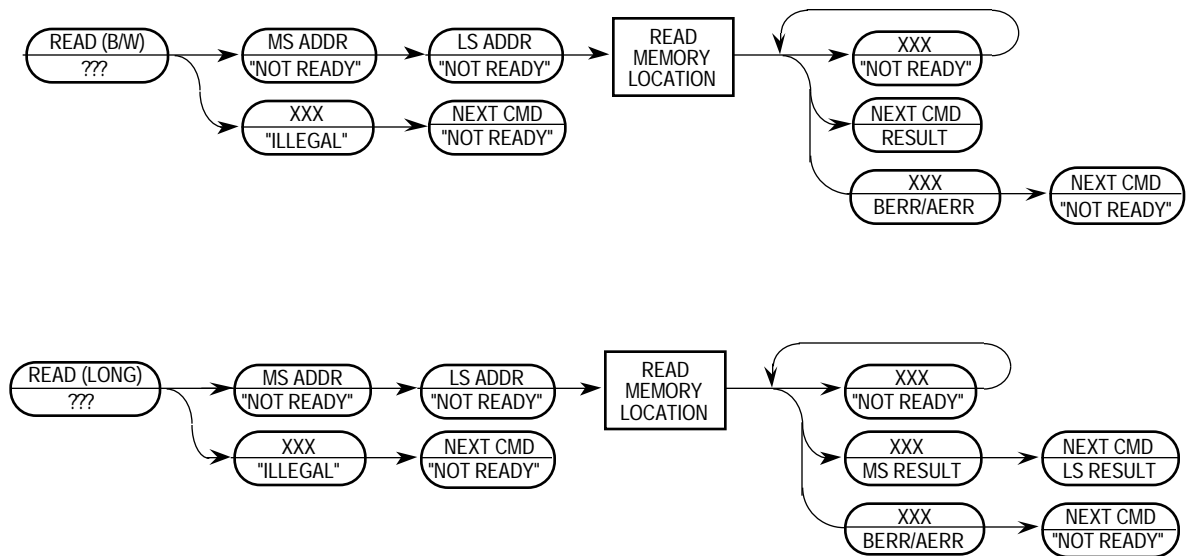 READ (B/W)
???
MS ADDR
"NOT READY"
LS ADDR
"NOT READY"
READ
MEMORY
LOCATION
XXX
"NOT READY"
XXX
"ILLEGAL"
NEXT CMD
"NOT READY"
NEXT CMD
RESULT
XXX
BERR/AERR
NEXT CMD
"NOT READY"
READ (LONG)
???
MS ADDR
"NOT READY"
LS ADDR
"NOT READY"
READ
MEMORY
LOCATION
XXX
"NOT READY"
XXX
"ILLEGAL"
NEXT CMD
"NOT READY"
XXX
MS RESULT
NEXT CMD
LS RESULT
XXX
BERR/AERR
NEXT CMD
"NOT READY"